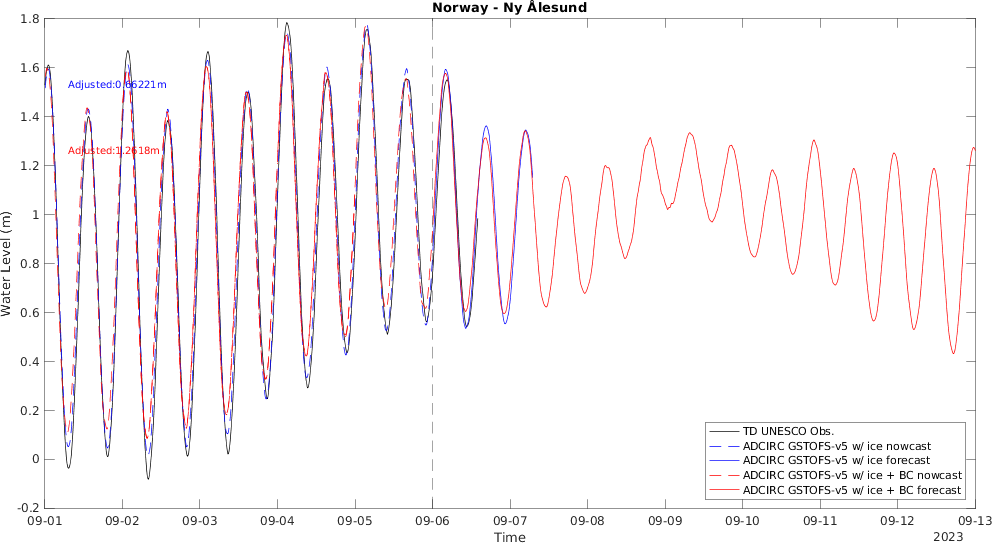 Norway - Ny Ålesund
1.8
1.6
1.4
1.2
1
0.8
0.6
0.4
0.2
0
-0.2
Water Level (m)
Adjusted:0.66221m
Adjusted:1.2618m
TD UNESCO Obs.
ADCIRC GSTOFS-v5 w/ ice nowcast
ADCIRC GSTOFS-v5 w/ ice forecast
ADCIRC GSTOFS-v5 w/ ice + BC nowcast
ADCIRC GSTOFS-v5 w/ ice + BC forecast
09-01 09-02 09-03 09-04 09-05 09-06 09-07 09-08 09-09 09-10 09-11 09-12 09-13
Time
2023